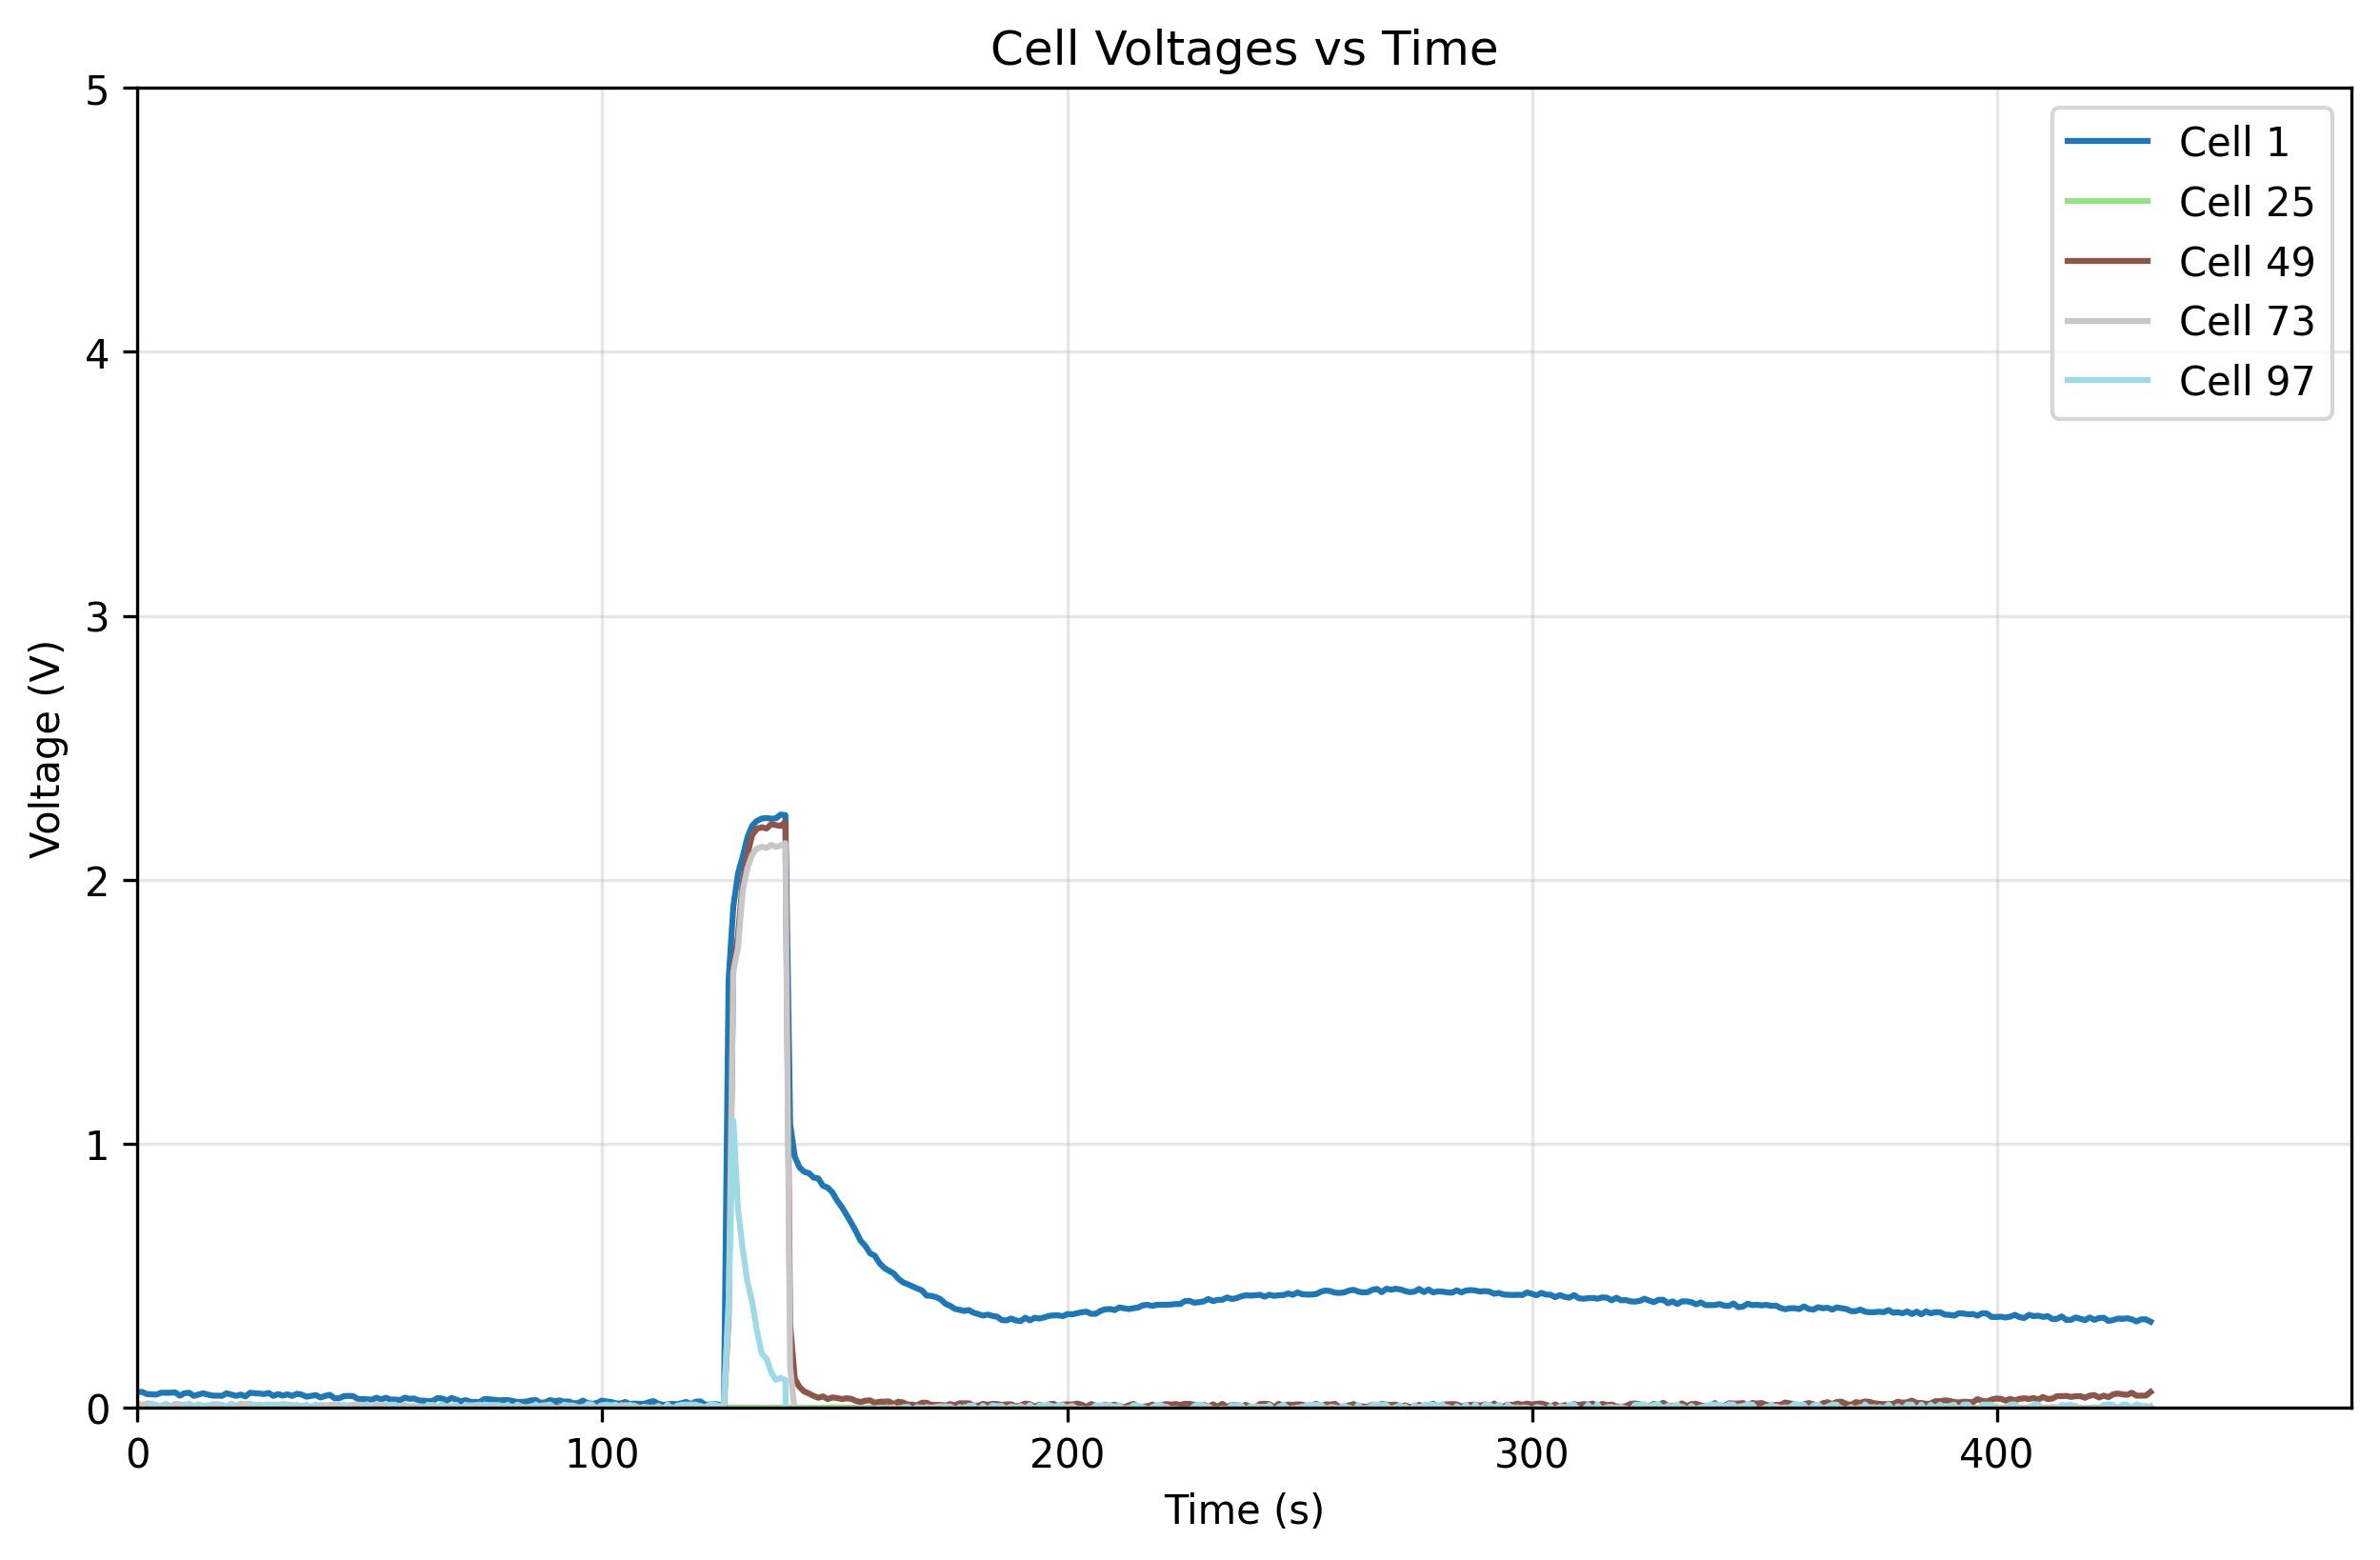 Cell Voltages vs Time
5
4
3
2
1
0
Voltage (V)
Cell 1
Cell 25
Cell 49
Cell 73
Cell 97
0
100
200
300
400
Time (s)